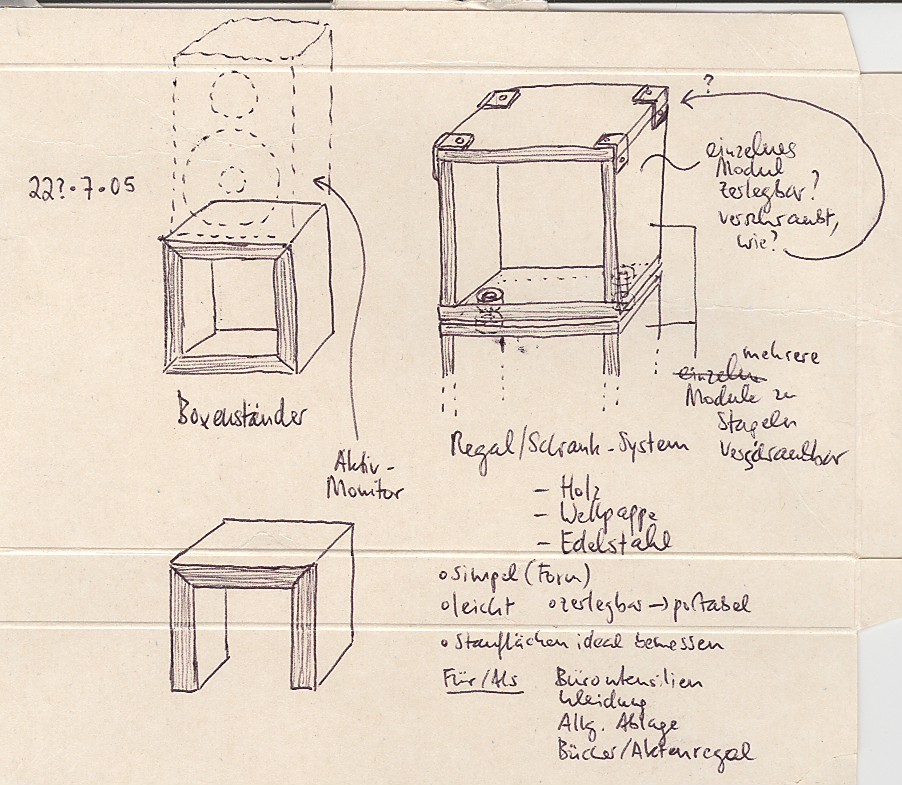 22?.7.05
Boxenständer
Aktiv-
Monitor
?
einzelnes
Modul
zerlegbar?
verschraubt,
wie?
mehrere
einzeln
Module zu
Stapeln
verschraubbar
Regal/Schrank-System
- Holz
- Wellpappe
- Edelstahl
o simpel (Form)
o leicht o zerlegbar → portabel
o Stauflächen ideal bemessen
Für/Als Büroutensilien
Kleidung
Allg. Ablage
Bücher/Aktenregal